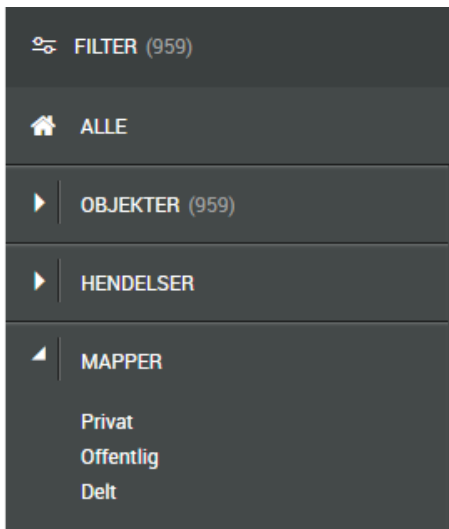 FILTER (959)
ALLE
OBJEKTER (959)
HENDELSER
MAPPER
Privat
Offentlig
Delt